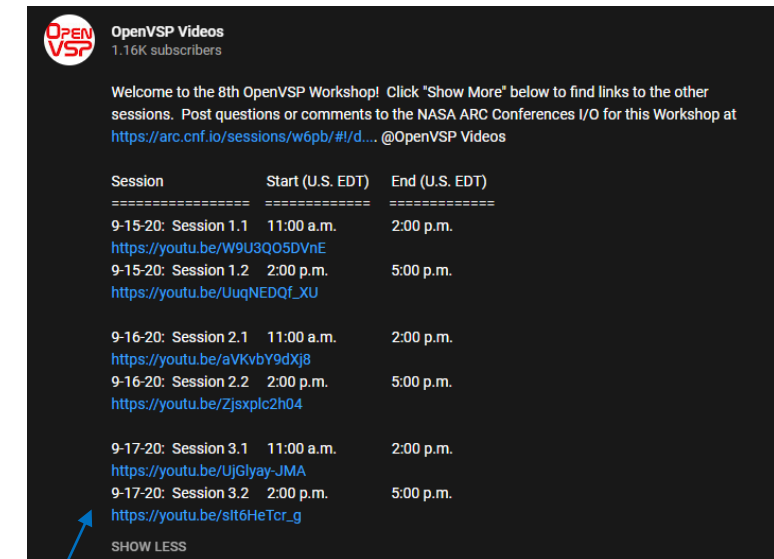 OPEN
VSP
OpenVSP Videos
1.16K subscribers
Welcome to the 8th OpenVSP Workshop!  Click "Show More" below to find links to the other
sessions.  Post questions or comments to the NASA ARC Conferences I/O for this Workshop at
https://arc.cnf.io/sessions/w6pb/#!/d.... @OpenVSP Videos
Session Start (U.S. EDT) End (U.S. EDT)
================= ============= =============
9-15-20:  Session 1.1 11:00 a.m. 2:00 p.m.
https://youtu.be/W9U3QO5DVnE
9-15-20:  Session 1.2 2:00 p.m. 5:00 p.m.
https://youtu.be/UuqNEDQf_XU
9-16-20:  Session 2.1 11:00 a.m. 2:00 p.m.
https://youtu.be/aVKvbY9dXj8
9-16-20:  Session 2.2 2:00 p.m. 5:00 p.m.
https://youtu.be/Zjsxplc2h04
9-17-20:  Session 3.1 11:00 a.m. 2:00 p.m.
https://youtu.be/UjGlyay-JMA
9-17-20:  Session 3.2 2:00 p.m. 5:00 p.m.
https://youtu.be/slt6HeTcr_g
SHOW LESS